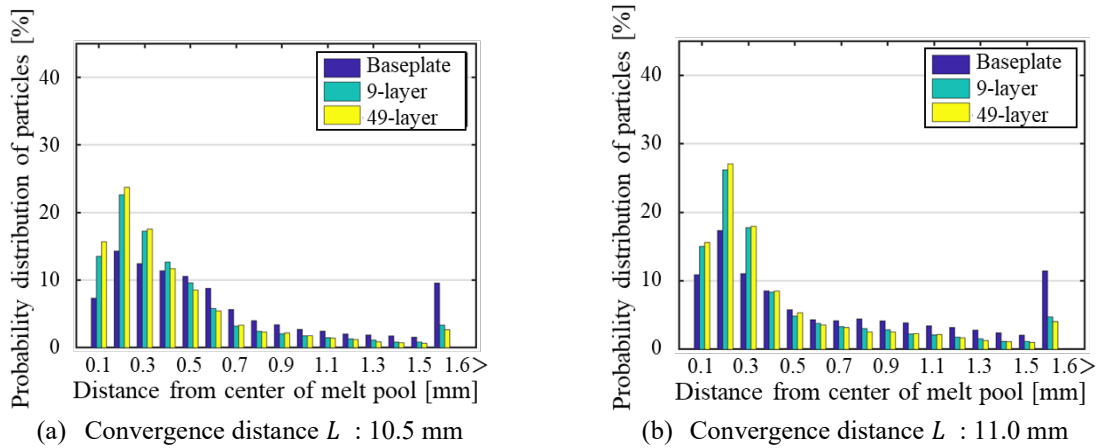 Probability distribution of particles [%]
40
30
20
10
0
Baseplate
9-layer
49-layer
0.1 0.3 0.5 0.7 0.9 1.1 1.3 1.5 1.6>
Distance from center of melt pool [mm]
(a) Convergence distance L : 10.5 mm
Probability distribution of particles [%]
40
30
20
10
0
Baseplate
9-layer
49-layer
0.1 0.3 0.5 0.7 0.9 1.1 1.3 1.5 1.6>
Distance from center of melt pool [mm]
(b) Convergence distance L : 11.0 mm